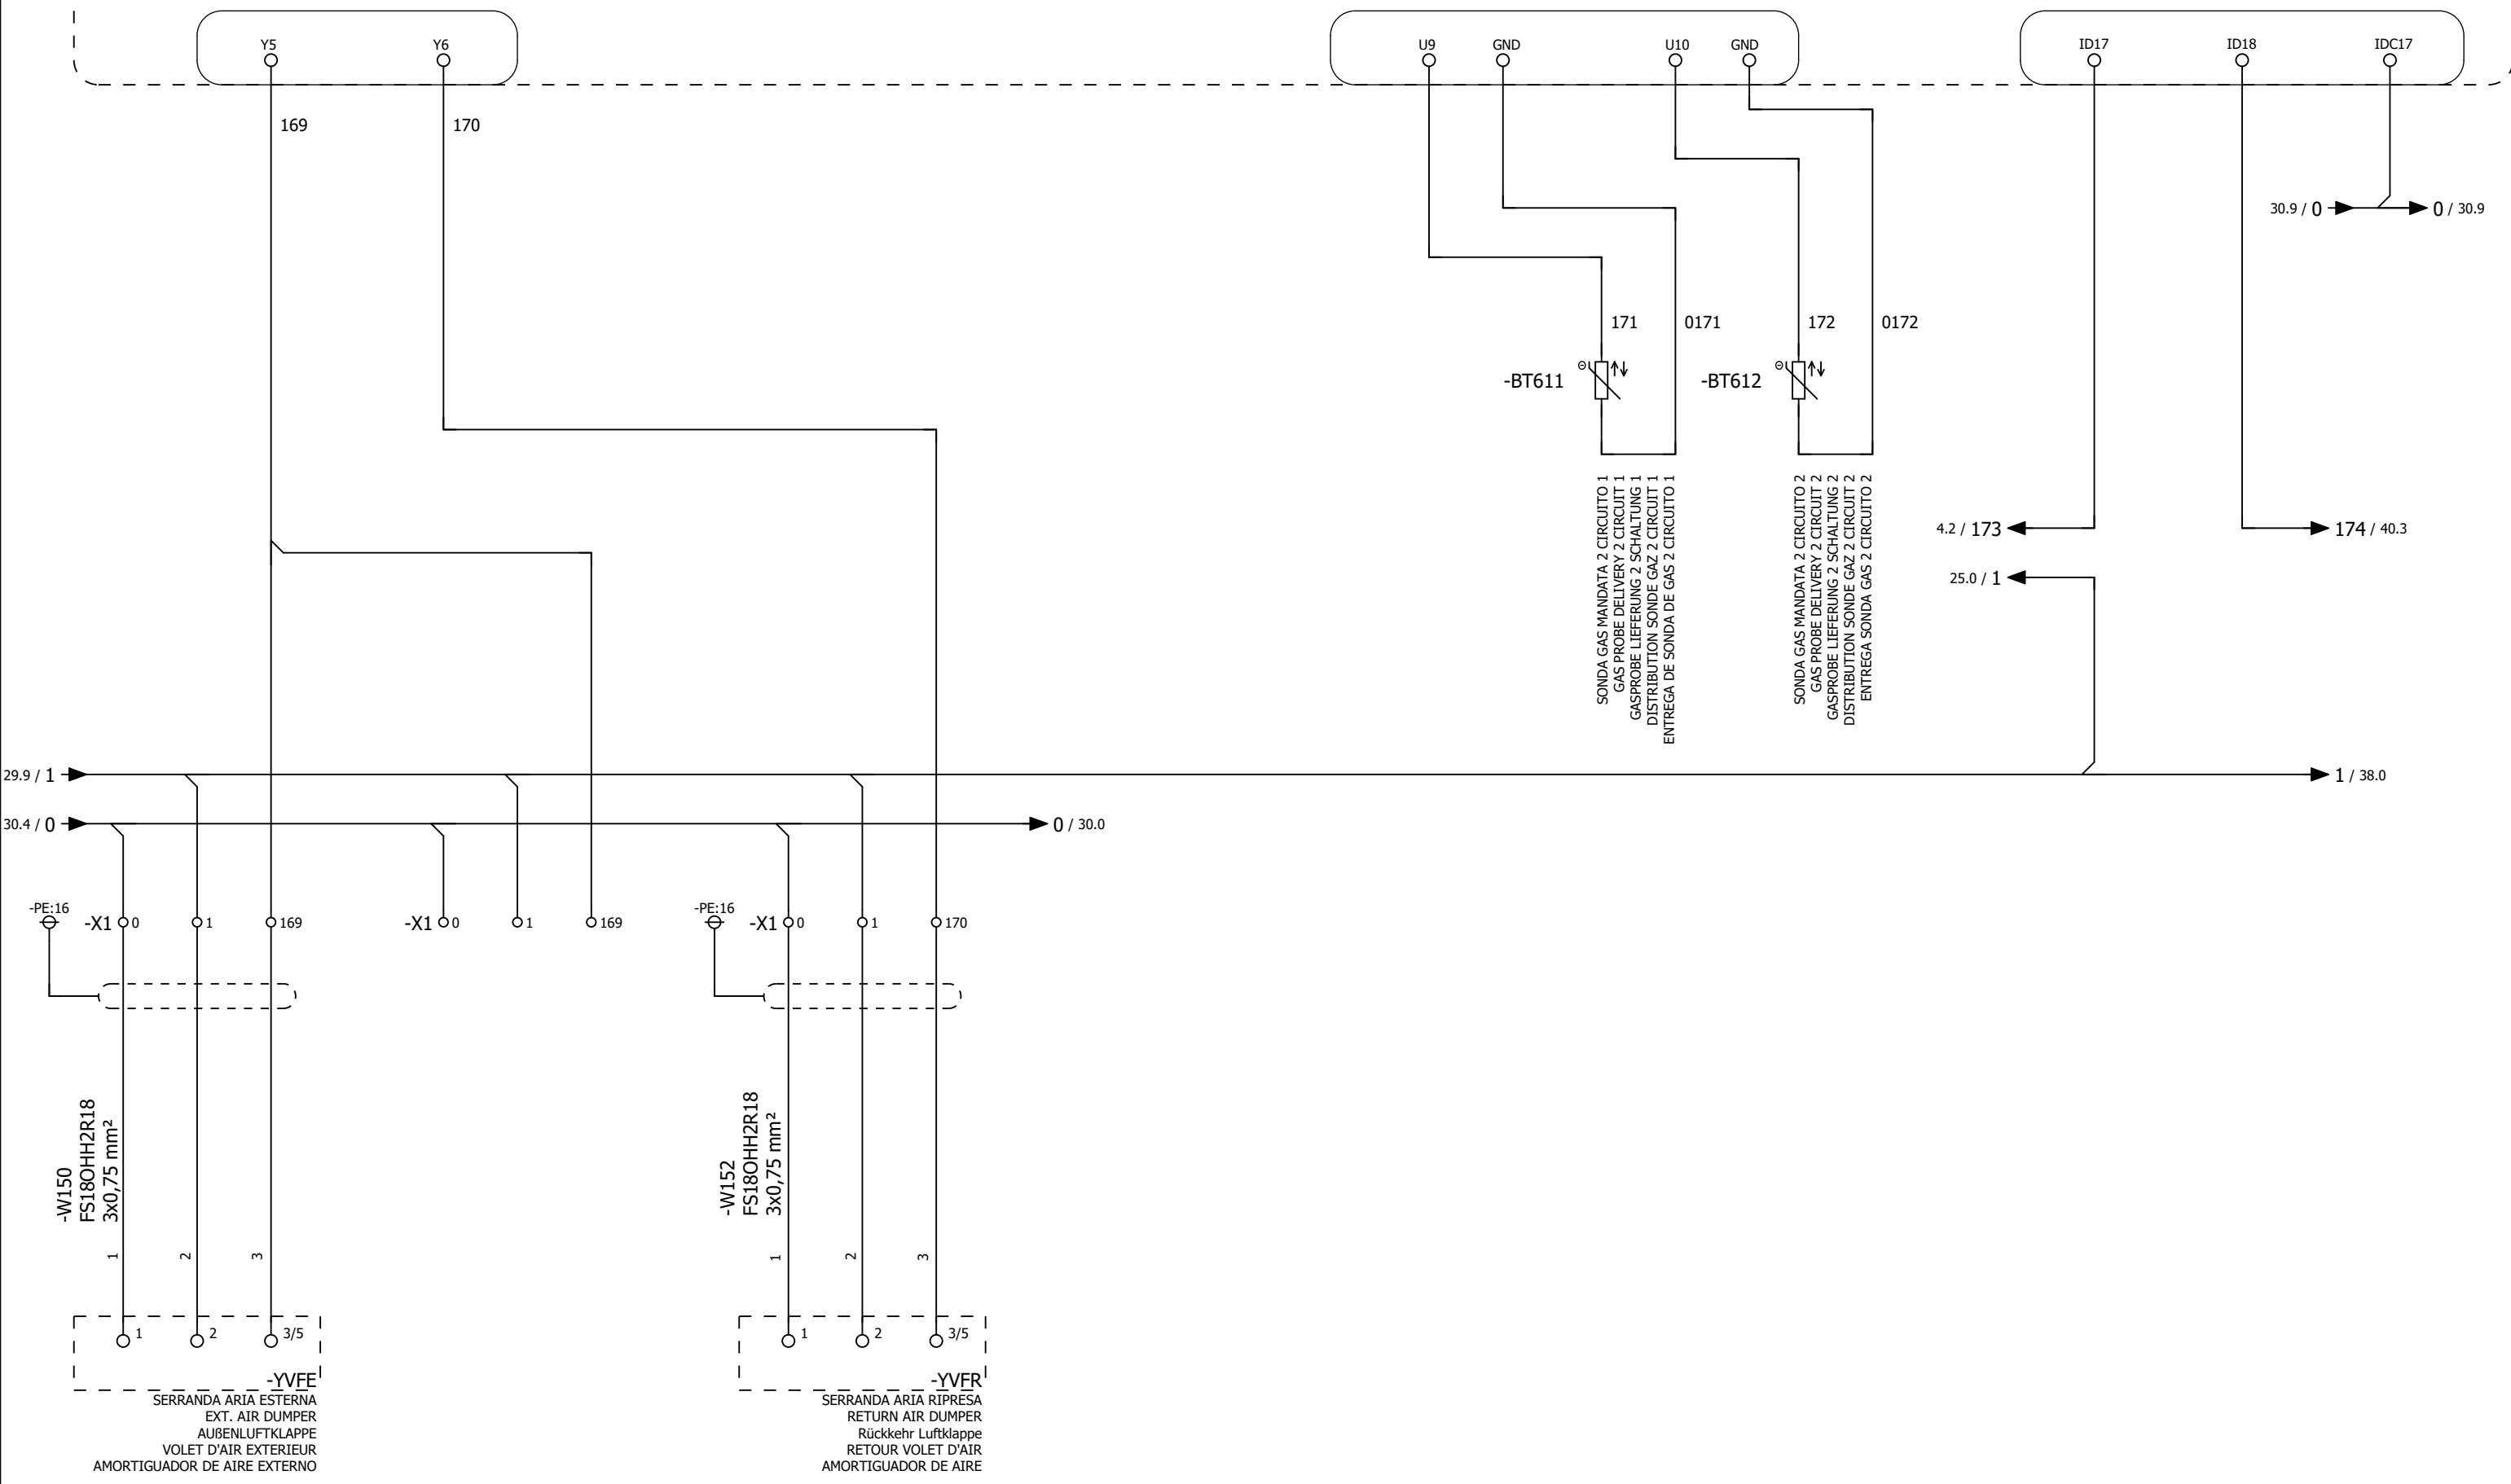 Y5
Y6
U9
GND
U10
GND
ID17
ID18
IDC17
169
170
30.9 / 0
0 / 30.9
171
0171
172
0172
-BT611
-BT612
SONDA GAS MANDATA 2 CIRCUITO 1
GAS PROBE DELIVERY 2 CIRCUIT 1
GASPROBE LIEFERUNG 2 SCHALTUNG 1
DISTRIBUTION SONDE GAZ 2 CIRCUIT 1
ENTREGA DE SONDA DE GAS 2 CIRCUITO 1
SONDA GAS MANDATA 2 CIRCUITO 2
GAS PROBE DELIVERY 2 CIRCUIT 2
GASPROBE LIEFERUNG 2 SCHALTUNG 2
DISTRIBUTION SONDE GAZ 2 CIRCUIT 2
ENTREGA SONDA GAS 2 CIRCUITO 2
4.2 / 173
174 / 40.3
25.0 / 1
29.9 / 1
1 / 38.0
30.4 / 0
0 / 30.0
-PE:16
-X1
0
1
169
-X1
0
1
169
-PE:16
-X1
0
1
170
-W150
FS18OHH2R18
3x0,75 mm²
1
2
3
-W152
FS18OHH2R18
3x0,75 mm²
1
2
3
1
2
3/5
-YVFE
SERRANDA ARIA ESTERNA
EXT. AIR DUMPER
AUßENLUFTKLAPPE
VOLET D'AIR EXTERIEUR
AMORTIGUADOR DE AIRE EXTERNO
1
2
3/5
-YVFR
SERRANDA ARIA RIPRESA
RETURN AIR DUMPER
Rückkehr Luftklappe
RETOUR VOLET D'AIR
AMORTIGUADOR DE AIRE